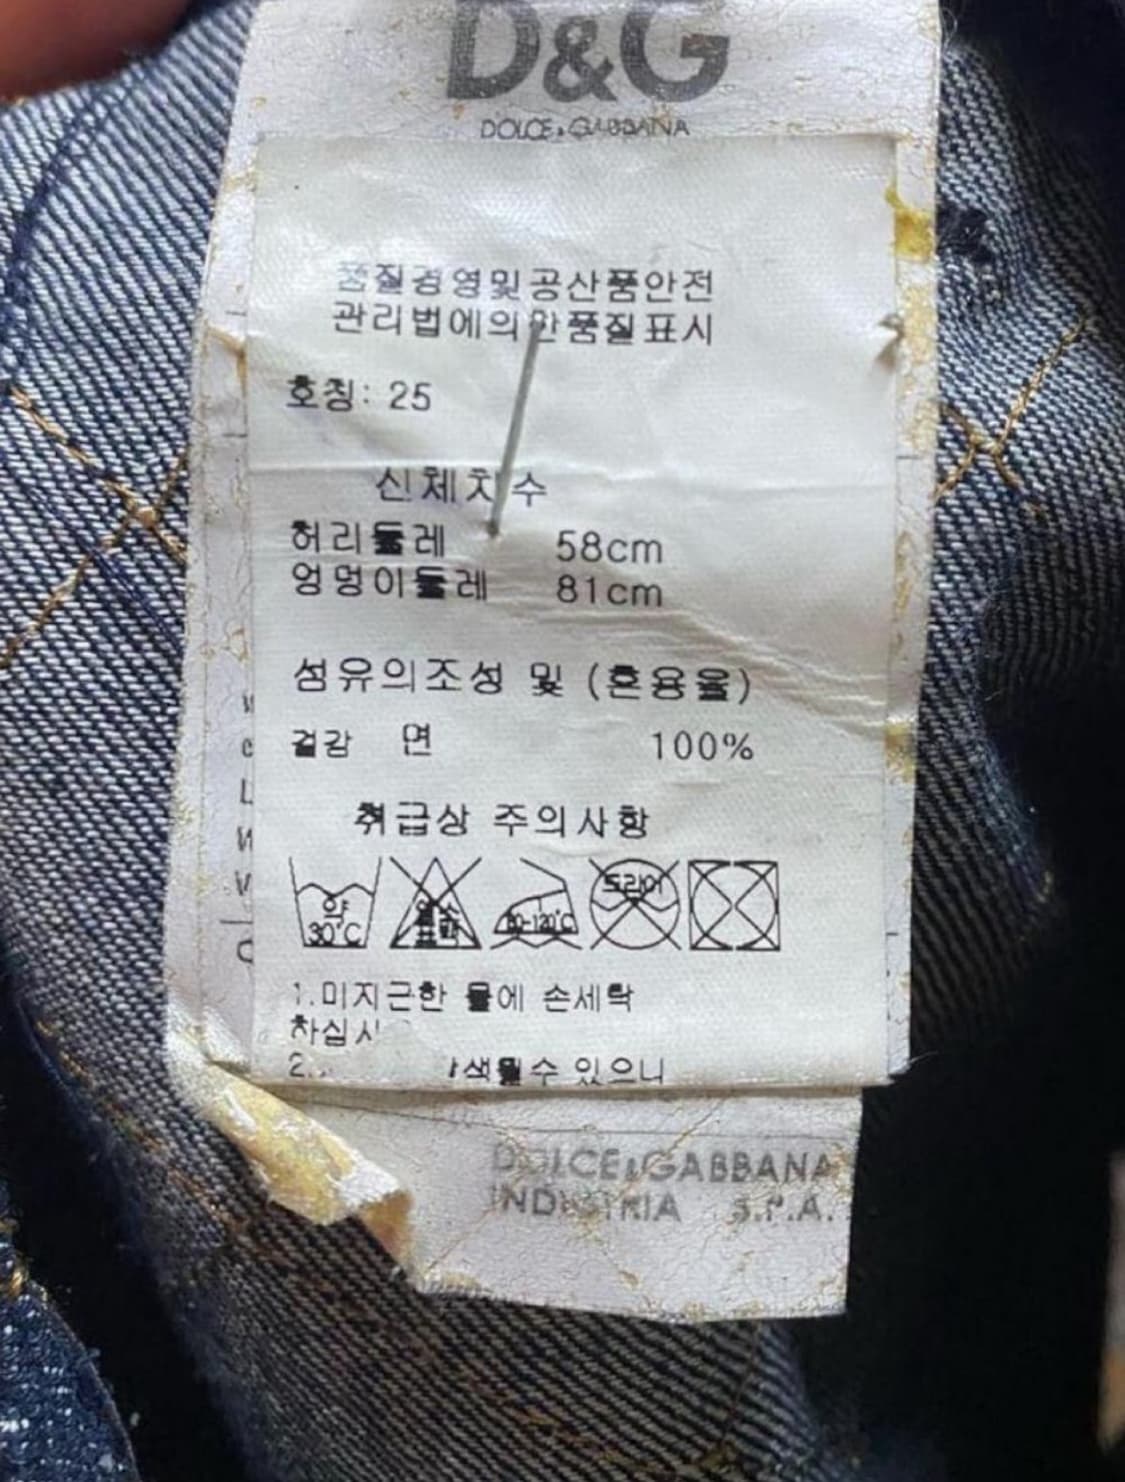 D&G
DOLCE & GABBANA
품질경영및공산품안전
관리법에의한품질표시
호칭: 25
신체치수
허리둘레 58cm
엉덩이둘레 81cm
섬유의조성 및 (혼용율)
겉감 면 100%
취급상 주의사항
약 30°C
염소 표백
80-120°C
드라이
1.미지근한 물에 손세탁
하십시
2. 색될수 있으니
DOLCE & GABBANA
INDUSTRIA S.P.A.